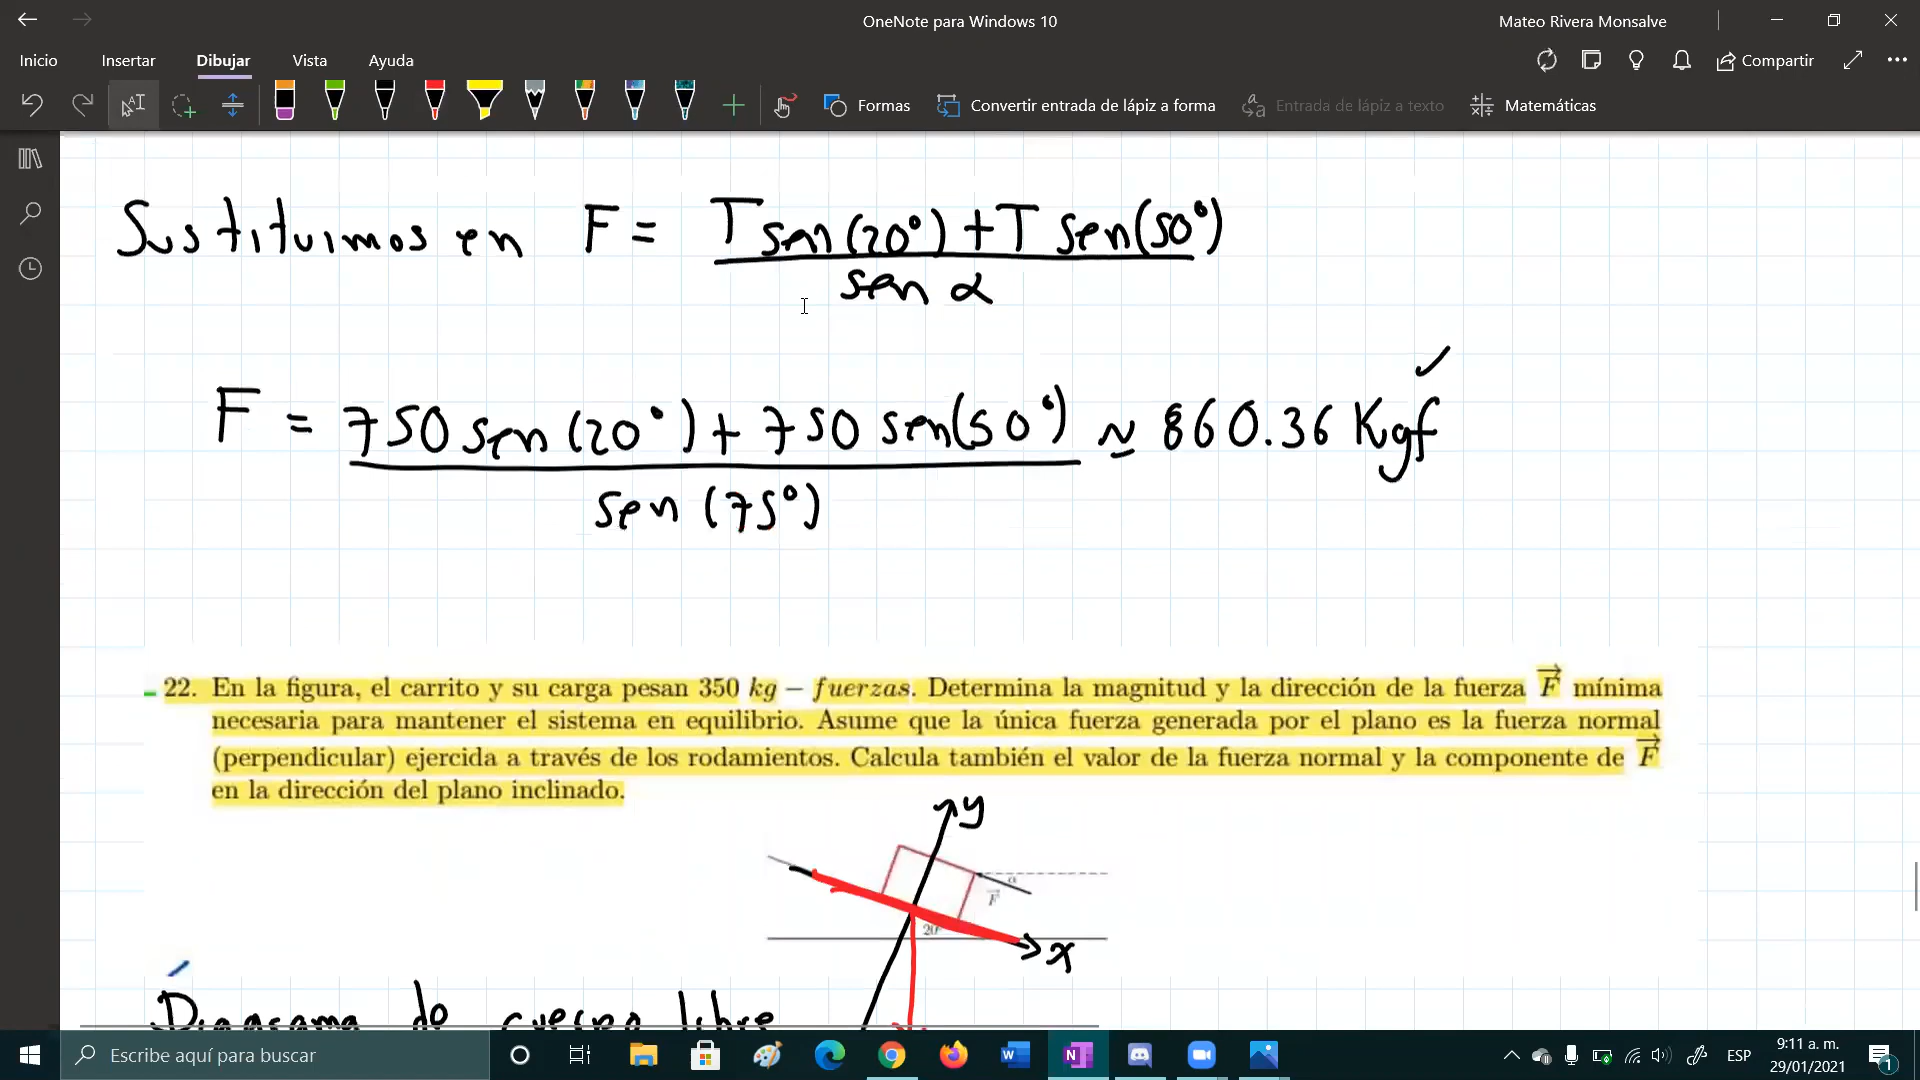 OneNote para Windows 10
Mateo Rivera Monsalve
Inicio Insertar Dibujar Vista Ayuda
Compartir
Formas Convertir entrada de lápiz a forma Entrada de lápiz a texto Matemáticas
Sustituimos en F = T sen(20°) + T sen(50°)
sen α
F = 750 sen(20°) + 750 sen(50°) ≈ 860.36 Kgf ✓
sen (75°)
22. En la figura, el carrito y su carga pesan 350 kg – fuerzas. Determina la magnitud y la dirección de la fuerza F mínima
necesaria para mantener el sistema en equilibrio. Asume que la única fuerza generada por el plano es la fuerza normal
(perpendicular) ejercida a través de los rodamientos. Calcula también el valor de la fuerza normal y la componente de F
en la dirección del plano inclinado.
y
α
F
20
x
Diagrama de cuerpo libre
Escribe aquí para buscar
ESP
9:11 a. m.
29/01/2021
1